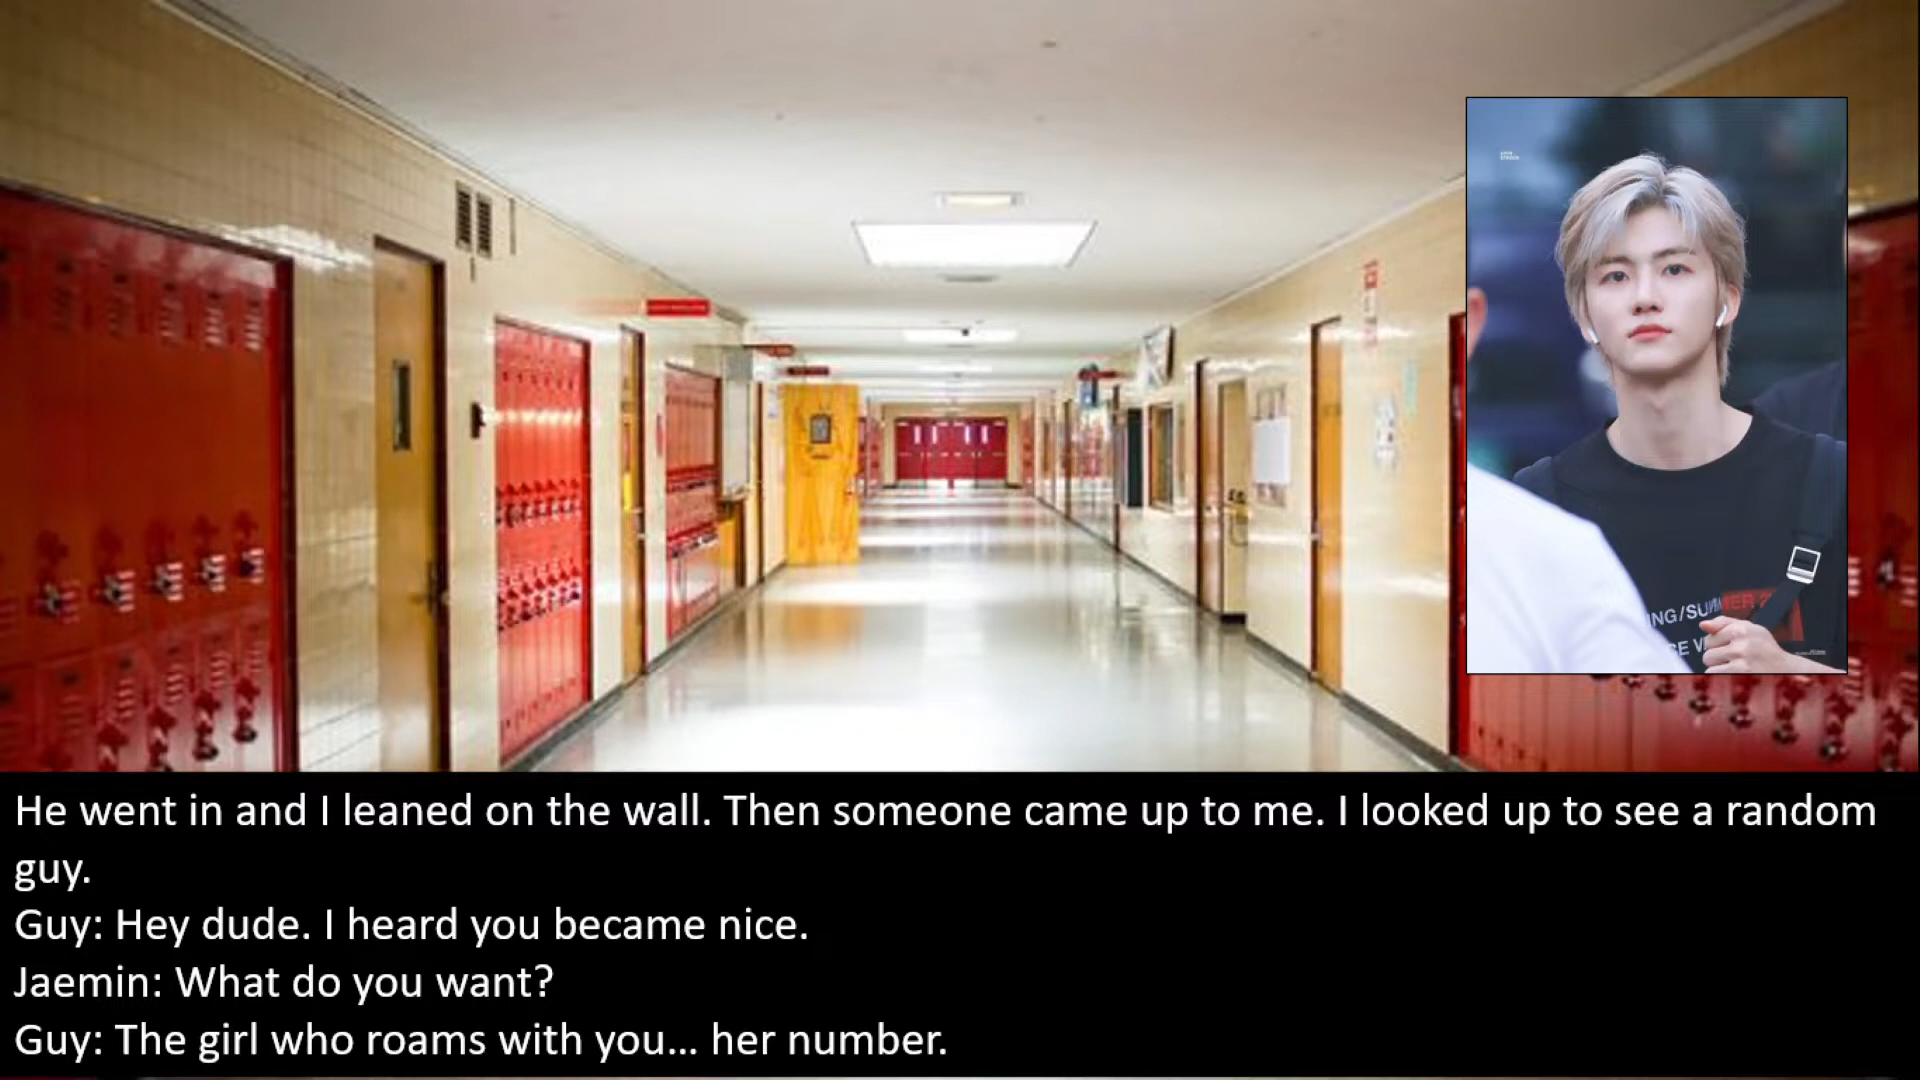 He went in and I leaned on the wall. Then someone came up to me. I looked up to see a random
guy.
Guy: Hey dude. I heard you became nice.
Jaemin: What do you want?
Guy: The girl who roams with you... her number.